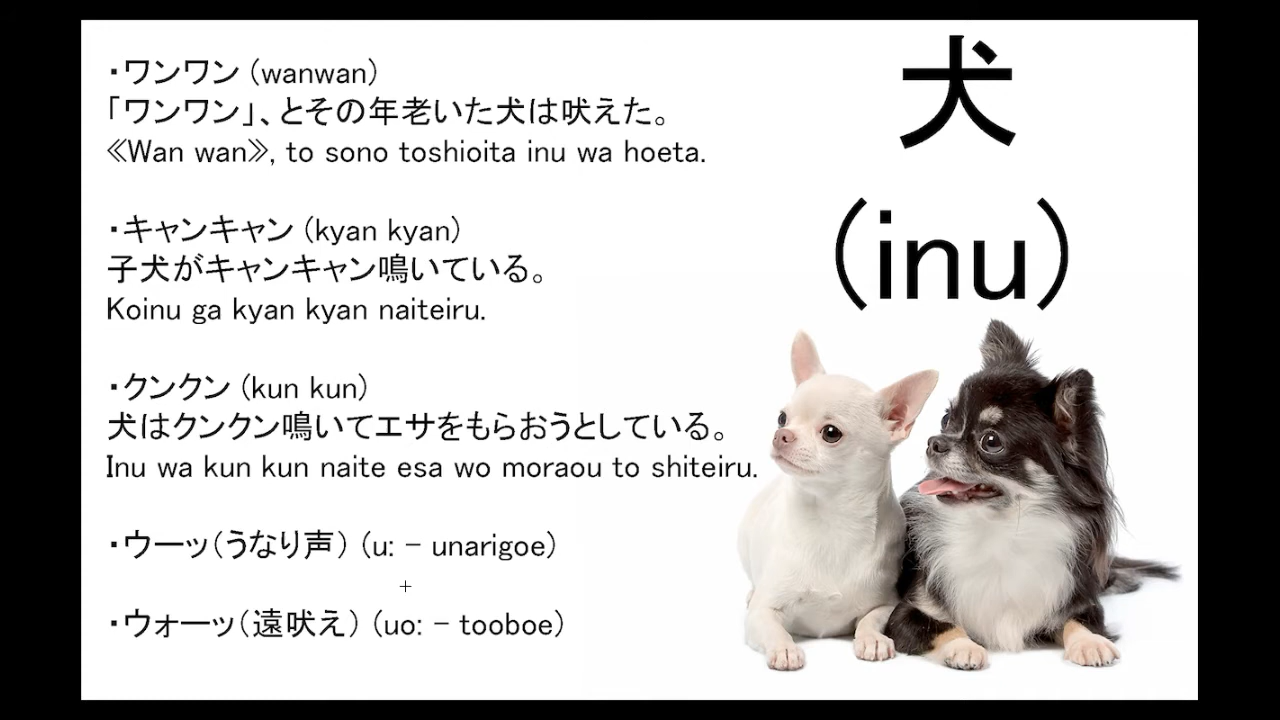 ・ワンワン (wanwan)
「ワンワン」、とその年老いた犬は吠えた。
≪Wan wan≫, to sono toshioita inu wa hoeta.
・キャンキャン (kyan kyan)
子犬がキャンキャン鳴いている。
Koinu ga kyan kyan naiteiru.
・クンクン (kun kun)
犬はクンクン鳴いてエサをもらおうとしている。
Inu wa kun kun naite esa wo moraou to shiteiru.
・ウーッ(うなり声) (u: – unarigoe)
・ウォーッ(遠吠え) (uo: – tooboe)
犬
(inu)